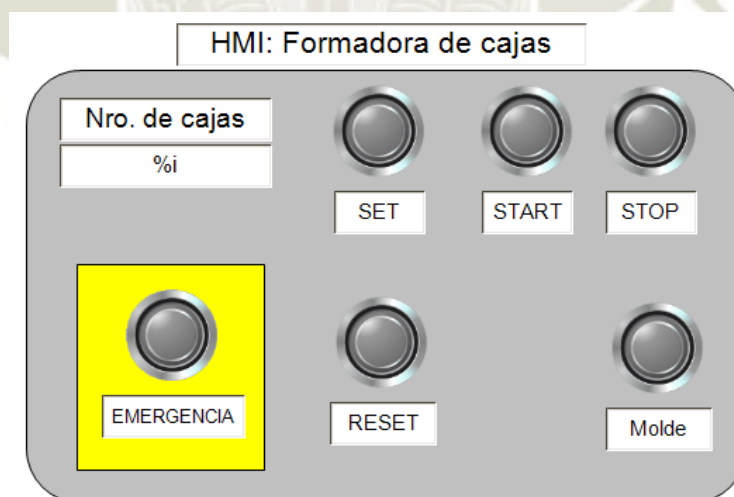 HMI: Formadora de cajas
Nro. de cajas
%i
SET
START
STOP
EMERGENCIA
RESET
Molde